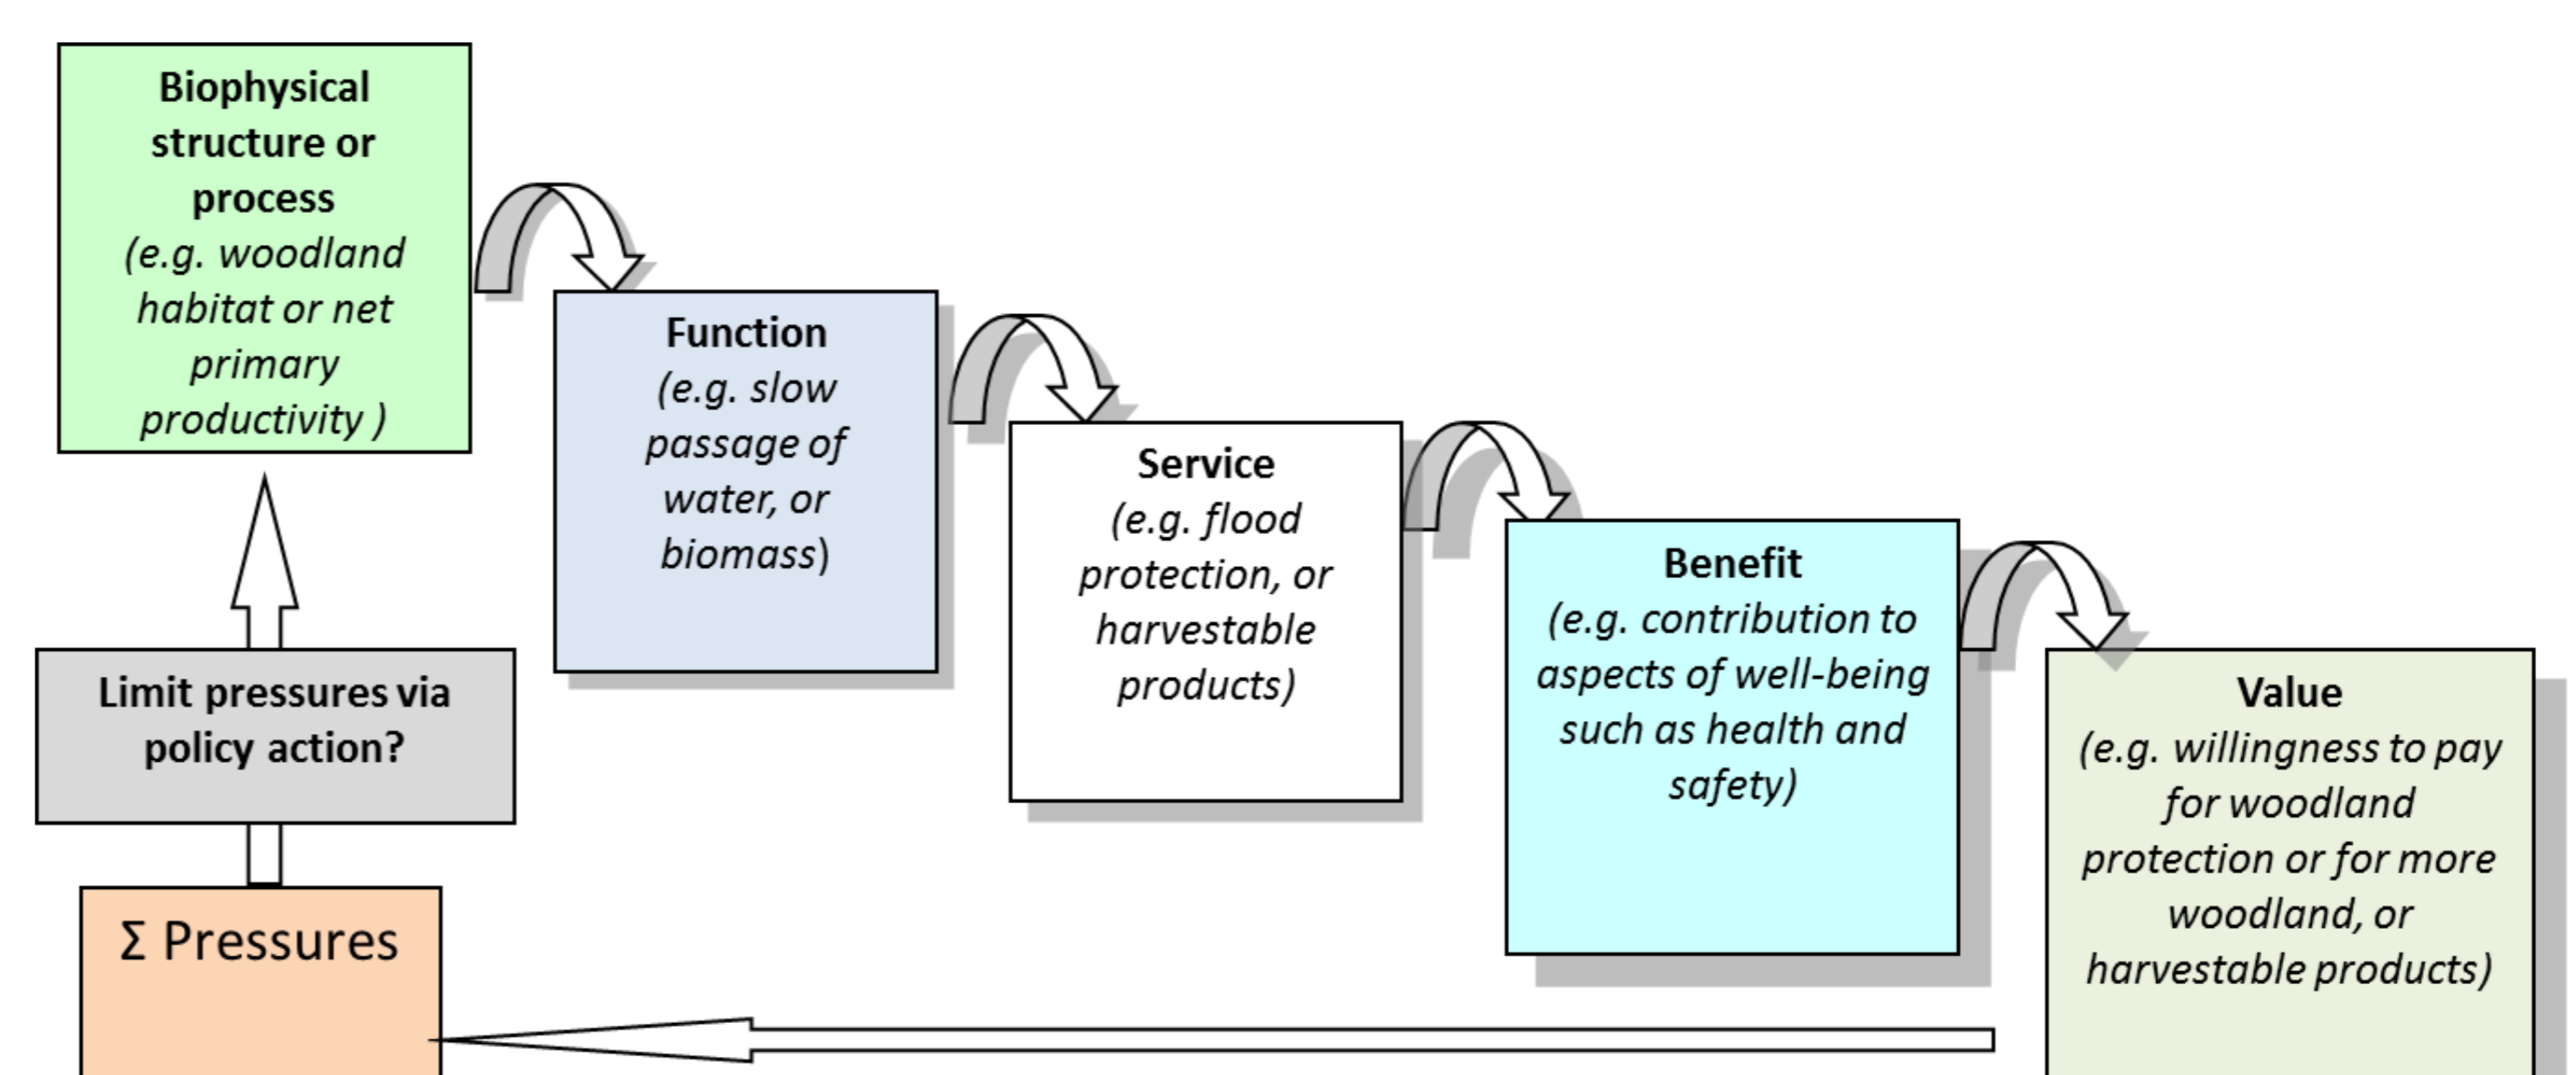 Biophysical
structure or
process
(e.g. woodland
habitat or net
primary
productivity )
Function
(e.g. slow
passage of
water, or
biomass)
Service
(e.g. flood
protection, or
harvestable
products)
Benefit
(e.g. contribution to
aspects of well-being
such as health and
safety)
Value
(e.g. willingness to pay
for woodland
protection or for more
woodland, or
harvestable products)
Limit pressures via
policy action?
Σ Pressures